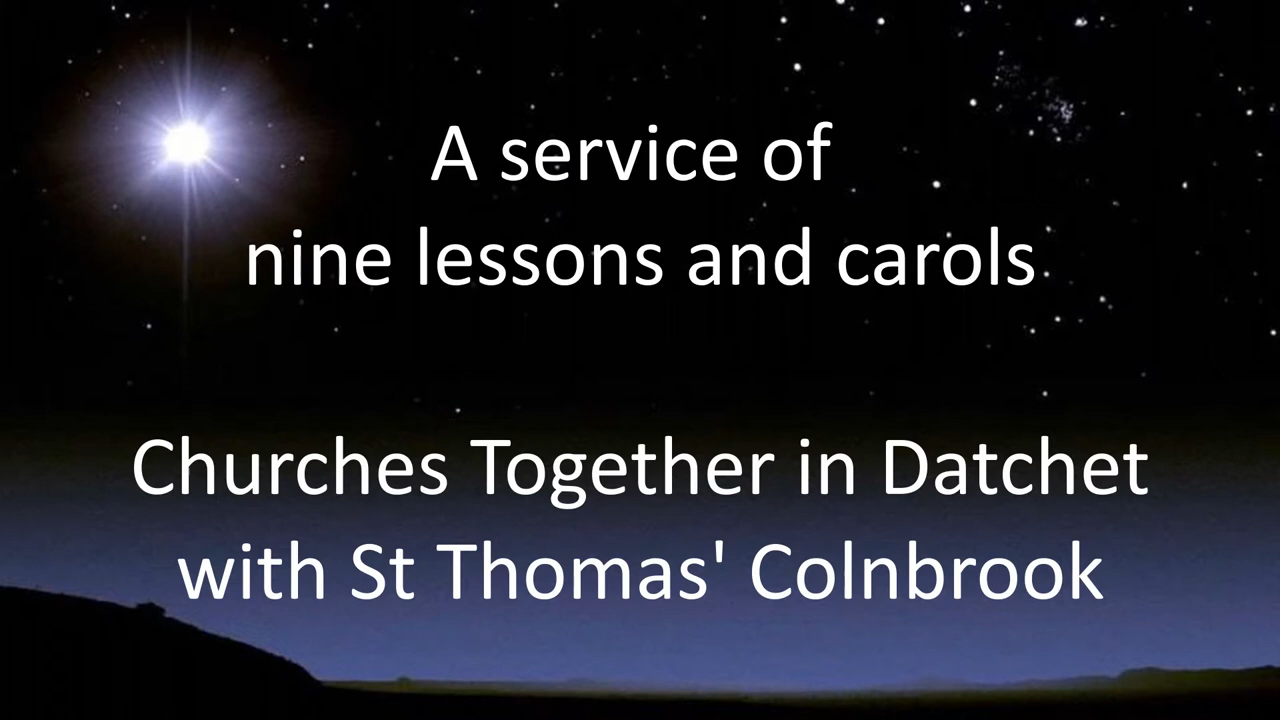 A service of
nine lessons and carols
Churches Together in Datchet
with St Thomas' Colnbrook